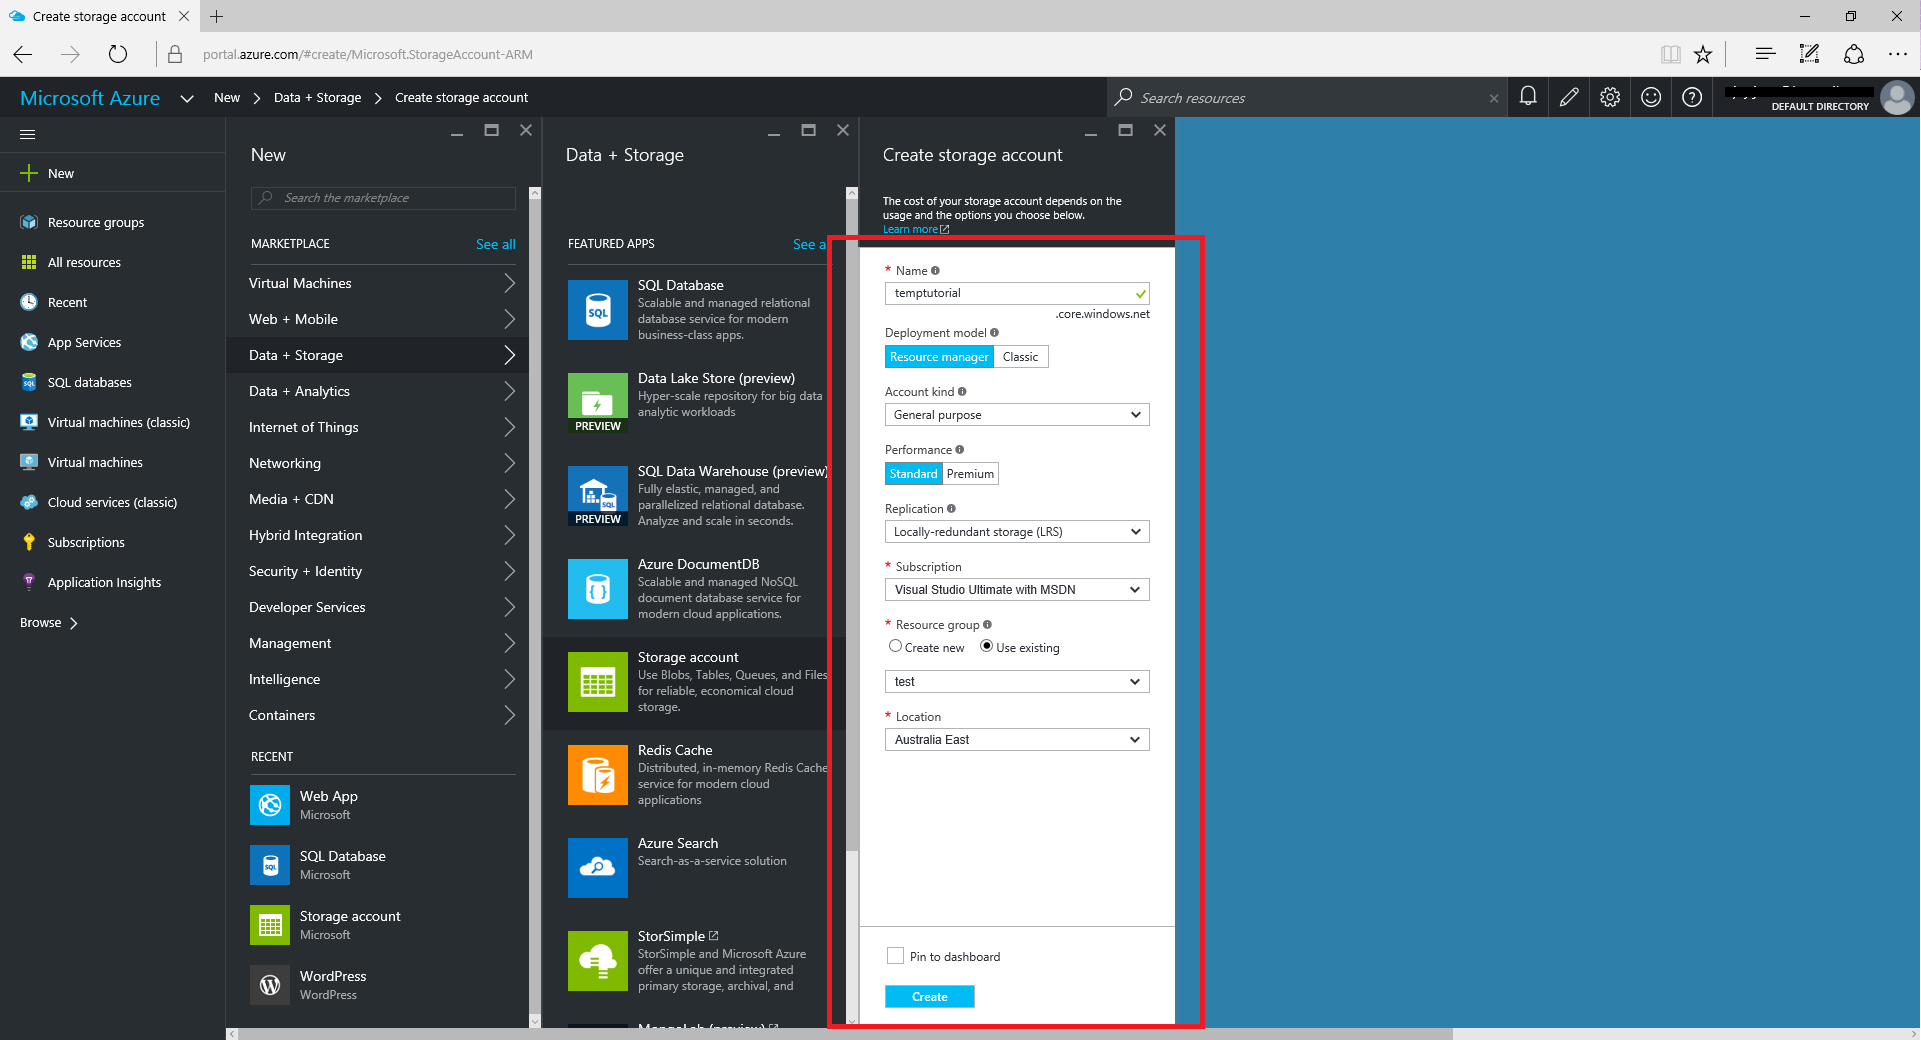 Create storage account
portal.azure.com/#create/Microsoft.StorageAccount-ARM
Microsoft Azure
New
Data + Storage
Create storage account
Search resources
DEFAULT DIRECTORY
New
Resource groups
All resources
Recent
App Services
SQL databases
Virtual machines (classic)
Virtual machines
Cloud services (classic)
Subscriptions
Application Insights
Browse
New
Search the marketplace
MARKETPLACE See all
Virtual Machines
Web + Mobile
Data + Storage
Data + Analytics
Internet of Things
Networking
Media + CDN
Hybrid Integration
Security + Identity
Developer Services
Management
Intelligence
Containers
RECENT
Web App
Microsoft
SQL Database
Microsoft
Storage account
Microsoft
WordPress
WordPress
Data + Storage
FEATURED APPS See a
SQL
SQL Database
Scalable and managed relational
database service for modern
business-class apps.
PREVIEW
Data Lake Store (preview)
Hyper-scale repository for big data
analytic workloads
SQL
PREVIEW
SQL Data Warehouse (preview)
Fully elastic, managed, and
parallelized relational database.
Analyze and scale in seconds.
Azure DocumentDB
Scalable and managed NoSQL
document database service for
modern cloud applications.
Storage account
Use Blobs, Tables, Queues, and Files
for reliable, economical cloud
storage.
Redis Cache
Distributed, in-memory Redis Cache
service for modern cloud
applications
Azure Search
Search-as-a-service solution
StorSimple
StorSimple and Microsoft Azure
offer a unique and integrated
primary storage, archival, and
MongoLab (preview)
Create storage account
The cost of your storage account depends on the
usage and the options you choose below.
Learn more
* Name
temptutorial
.core.windows.net
Deployment model
Resource manager Classic
Account kind
General purpose
Performance
Standard Premium
Replication
Locally-redundant storage (LRS)
* Subscription
Visual Studio Ultimate with MSDN
* Resource group
Create new Use existing
test
* Location
Australia East
Pin to dashboard
Create